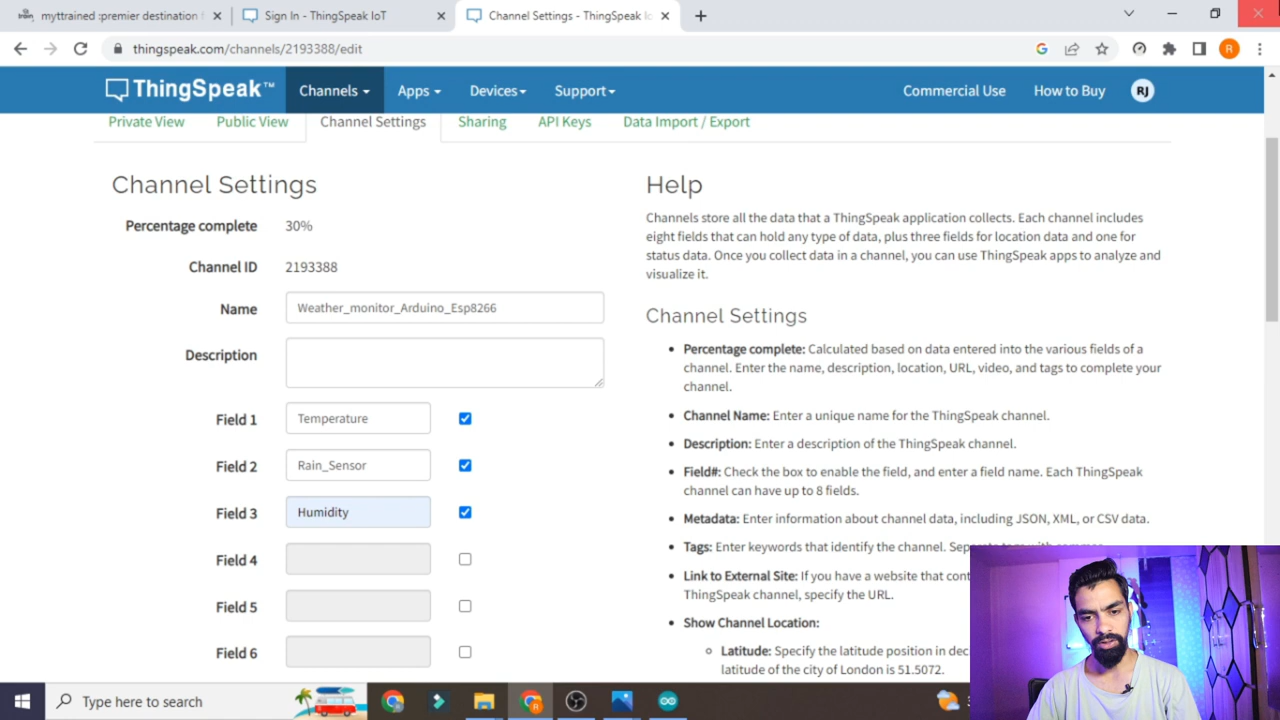 myttrained :premier destination f
Sign In - ThingSpeak IoT
Channel Settings - ThingSpeak Io
thingspeak.com/channels/2193388/edit
R
ThingSpeak™
Channels
Apps
Devices
Support
Commercial Use
How to Buy
RJ
Private View
Public View
Channel Settings
Sharing
API Keys
Data Import / Export
Channel Settings
Percentage complete 30%
Channel ID 2193388
Name Weather_monitor_Arduino_Esp8266
Description
Field 1 Temperature
Field 2 Rain_Sensor
Field 3 Humidity
Field 4
Field 5
Field 6
Help
Channels store all the data that a ThingSpeak application collects. Each channel includes
eight fields that can hold any type of data, plus three fields for location data and one for
status data. Once you collect data in a channel, you can use ThingSpeak apps to analyze and
visualize it.
Channel Settings
• Percentage complete: Calculated based on data entered into the various fields of a
channel. Enter the name, description, location, URL, video, and tags to complete your
channel.
• Channel Name: Enter a unique name for the ThingSpeak channel.
• Description: Enter a description of the ThingSpeak channel.
• Field#: Check the box to enable the field, and enter a field name. Each ThingSpeak
channel can have up to 8 fields.
• Metadata: Enter information about channel data, including JSON, XML, or CSV data.
• Tags: Enter keywords that identify the channel. Separate tags with commas.
• Link to External Site: If you have a website that cont
ThingSpeak channel, specify the URL.
• Show Channel Location:
Latitude: Specify the latitude position in dec
latitude of the city of London is 51.5072.
Type here to search